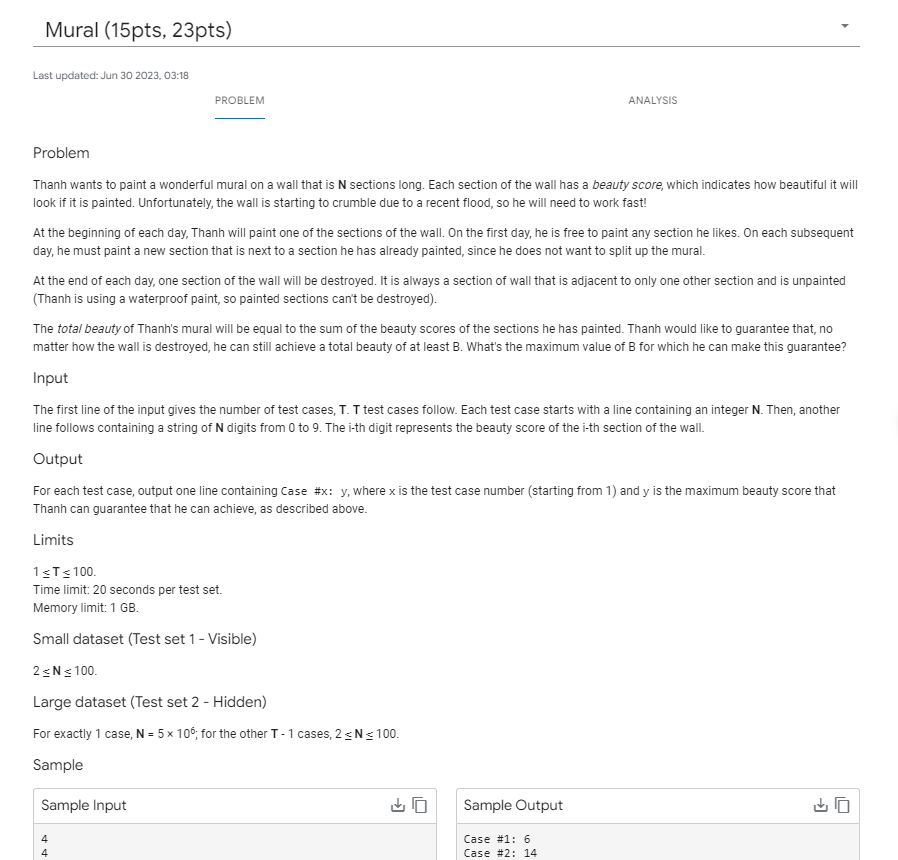 Mural (15pts, 23pts)
Last updated: Jun 30 2023, 03:18
PROBLEM
ANALYSIS
Problem
Thanh wants to paint a wonderful mural on a wall that is N sections long. Each section of the wall has a beauty score, which indicates how beautiful it will
look if it is painted. Unfortunately, the wall is starting to crumble due to a recent flood, so he will need to work fast!
At the beginning of each day, Thanh will paint one of the sections of the wall. On the first day, he is free to paint any section he likes. On each subsequent
day, he must paint a new section that is next to a section he has already painted, since he does not want to split up the mural.
At the end of each day, one section of the wall will be destroyed. It is always a section of wall that is adjacent to only one other section and is unpainted
(Thanh is using a waterproof paint, so painted sections can't be destroyed).
The total beauty of Thanh's mural will be equal to the sum of the beauty scores of the sections he has painted. Thanh would like to guarantee that, no
matter how the wall is destroyed, he can still achieve a total beauty of at least B. What's the maximum value of B for which he can make this guarantee?
Input
The first line of the input gives the number of test cases, T. T test cases follow. Each test case starts with a line containing an integer N. Then, another
line follows containing a string of N digits from 0 to 9. The i-th digit represents the beauty score of the i-th section of the wall.
Output
For each test case, output one line containing Case #x: y, where x is the test case number (starting from 1) and y is the maximum beauty score that
Thanh can guarantee that he can achieve, as described above.
Limits
1 ≤ T ≤ 100.
Time limit: 20 seconds per test set.
Memory limit: 1 GB.
Small dataset (Test set 1 - Visible)
2 ≤ N ≤ 100.
Large dataset (Test set 2 - Hidden)
For exactly 1 case, N = 5 × 10⁶; for the other T - 1 cases, 2 ≤ N ≤ 100.
Sample
Sample Input
4
4
Sample Output
Case #1: 6
Case #2: 14